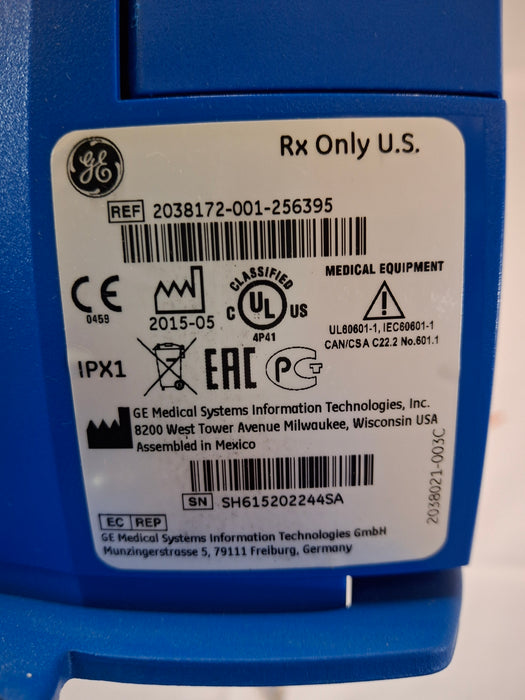 GE
Rx Only U.S.
REF 2038172-001-256395
CE
0459
2015-05
CLASSIFIED
C UL US
4P41
MEDICAL EQUIPMENT
UL60601-1, IEC60601-1
CAN/CSA C22.2 No.601.1
IPX1
EAC
PCT
GE Medical Systems Information Technologies, Inc.
8200 West Tower Avenue Milwaukee, Wisconsin USA
Assembled in Mexico
SN SH615202244SA
2038021-003C
EC REP
GE Medical Systems Information Technologies GmbH
Munzingerstrasse 5, 79111 Freiburg, Germany